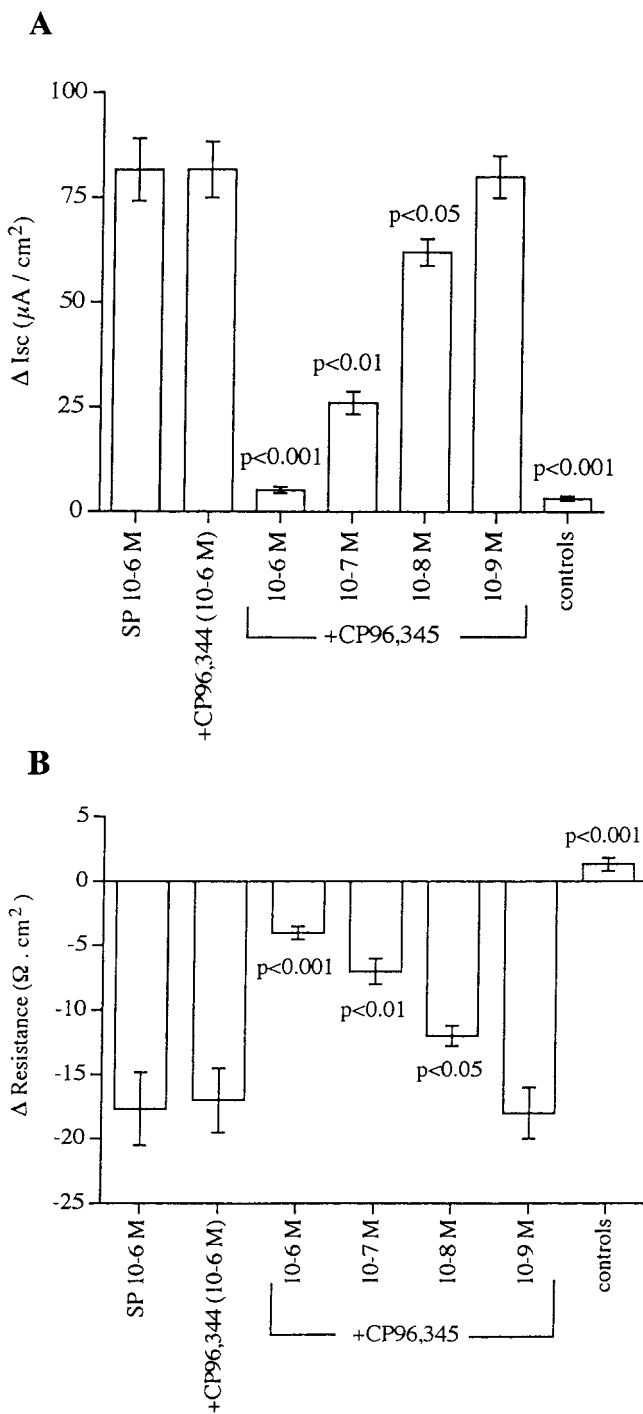 A
Δ Isc (μA / cm²)
100
75
50
25
0
p<0.001
p<0.01
p<0.05
p<0.001
SP 10-6 M
+CP96,344 (10-6 M)
10-6 M
10-7 M
10-8 M
10-9 M
controls
+CP96,345
B
Δ Resistance (Ω . cm²)
5
0
-5
-10
-15
-20
-25
p<0.001
p<0.01
p<0.05
p<0.001
SP 10-6 M
+CP96,344 (10-6 M)
10-6 M
10-7 M
10-8 M
10-9 M
controls
+CP96,345